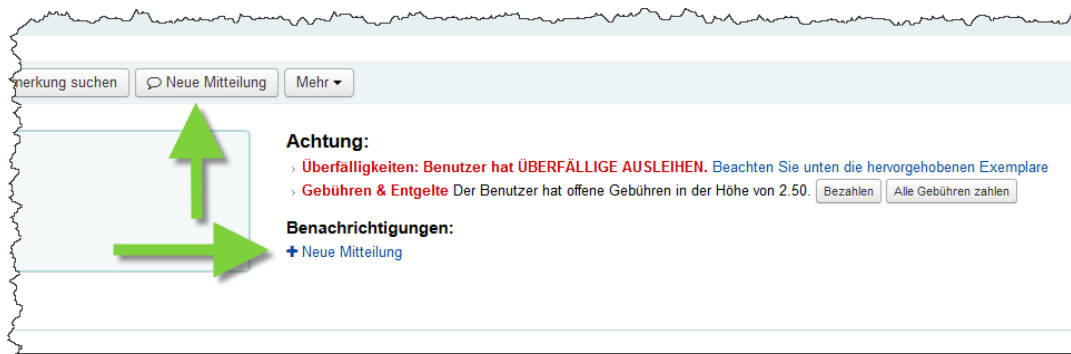 merkung suchen Neue Mitteilung Mehr
Achtung:
› Überfälligkeiten: Benutzer hat ÜBERFÄLLIGE AUSLEIHEN. Beachten Sie unten die hervorgehobenen Exemplare
› Gebühren & Entgelte Der Benutzer hat offene Gebühren in der Höhe von 2.50. Bezahlen Alle Gebühren zahlen
Benachrichtigungen:
+ Neue Mitteilung